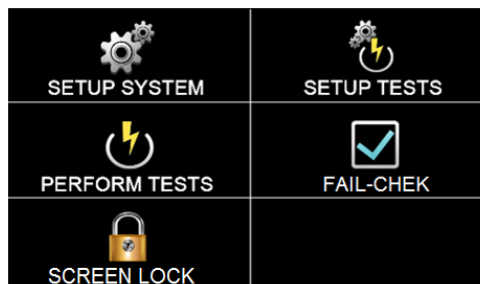 SETUP SYSTEM
SETUP TESTS
PERFORM TESTS
FAIL-CHEK
SCREEN LOCK